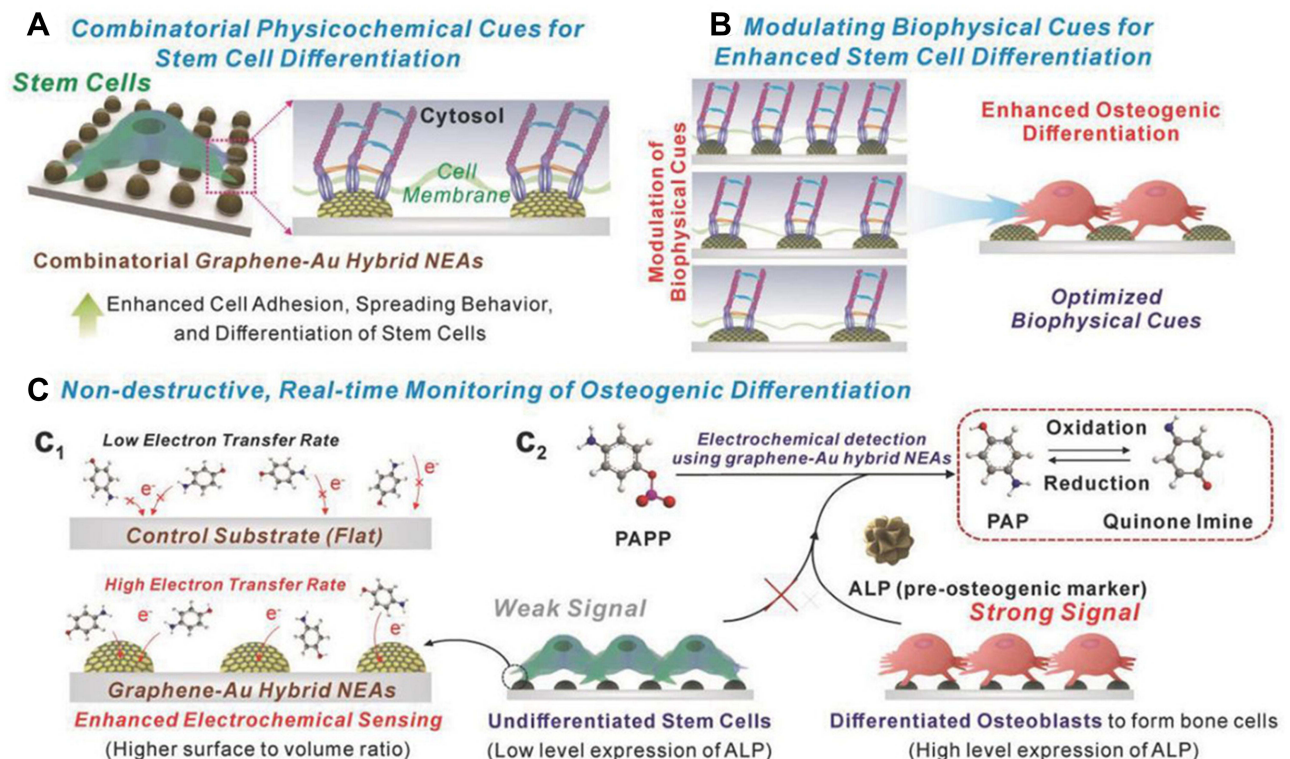 A
Combinatorial Physicochemical Cues for
Stem Cell Differentiation
Stem Cells
Cytosol
Cell
Membrane
Combinatorial Graphene-Au Hybrid NEAs
Enhanced Cell Adhesion, Spreading Behavior,
and Differentiation of Stem Cells
B
Modulating Biophysical Cues for
Enhanced Stem Cell Differentiation
Modulation of
Biophysical Cues
Enhanced Osteogenic
Differentiation
Optimized
Biophysical Cues
C
Non-destructive, Real-time Monitoring of Osteogenic Differentiation
C1
Low Electron Transfer Rate
e-
e-
e-
Control Substrate (Flat)
High Electron Transfer Rate
e-
e-
e-
Graphene-Au Hybrid NEAs
Enhanced Electrochemical Sensing
(Higher surface to volume ratio)
C2
PAPP
Electrochemical detection
using graphene-Au hybrid NEAs
Oxidation
Reduction
PAP
Quinone Imine
ALP (pre-osteogenic marker)
Weak Signal
Strong Signal
Undifferentiated Stem Cells
(Low level expression of ALP)
Differentiated Osteoblasts to form bone cells
(High level expression of ALP)